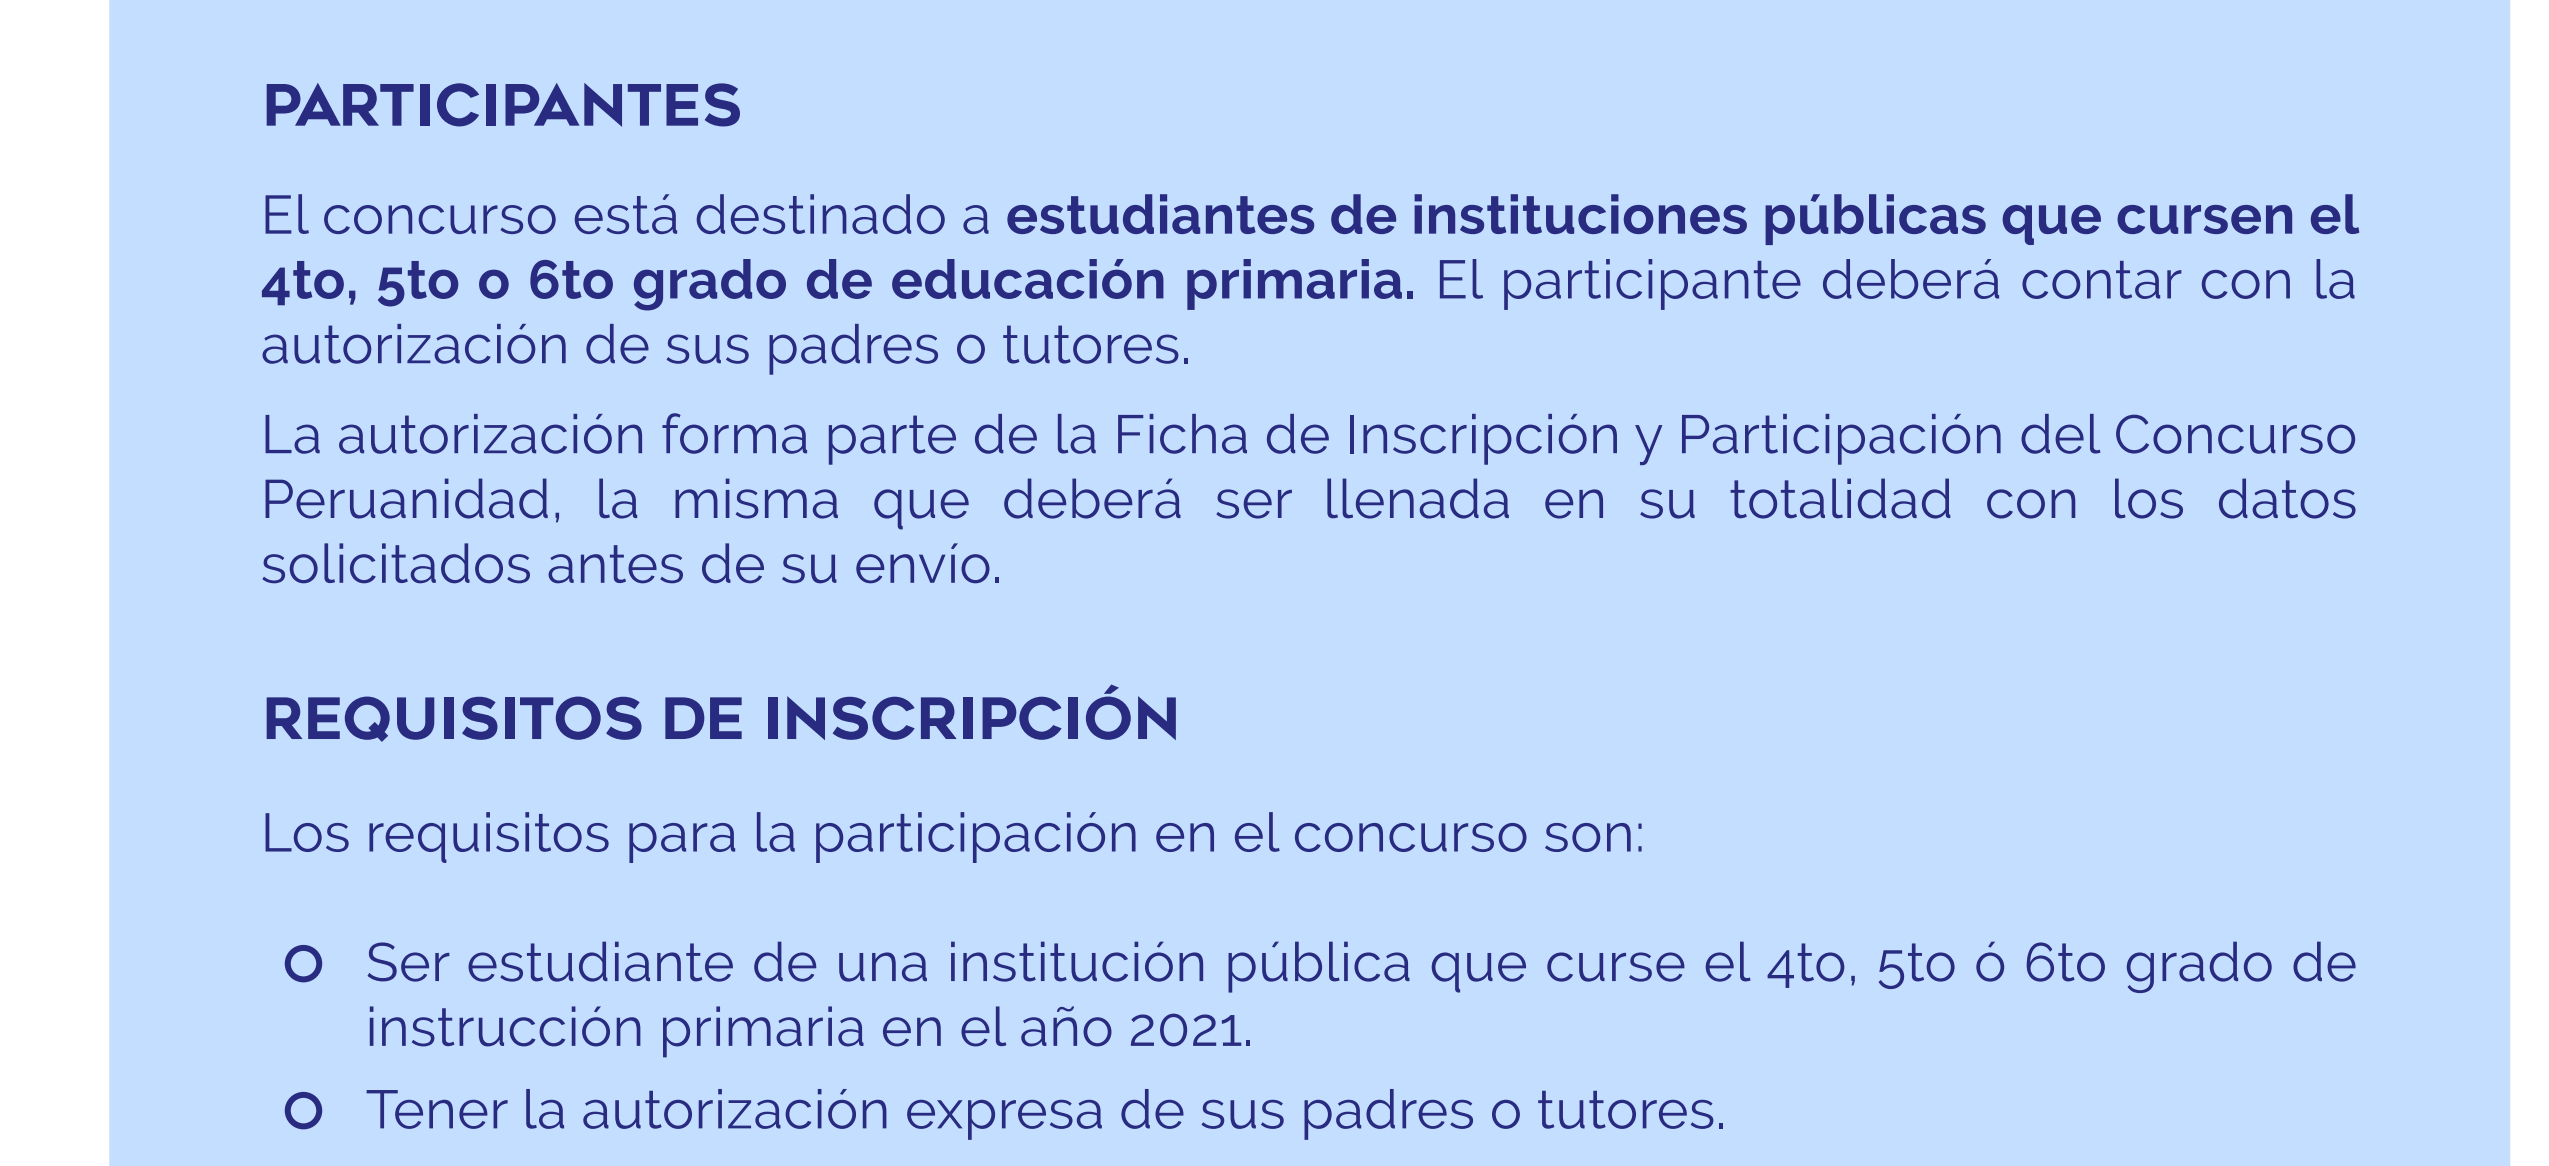 PARTICIPANTES
El concurso está destinado a estudiantes de instituciones públicas que cursen el
4to, 5to o 6to grado de educación primaria. El participante deberá contar con la
autorización de sus padres o tutores.
La autorización forma parte de la Ficha de Inscripción y Participación del Concurso
Peruanidad, la misma que deberá ser llenada en su totalidad con los datos
solicitados antes de su envío.
REQUISITOS DE INSCRIPCIÓN
Los requisitos para la participación en el concurso son:
Ser estudiante de una institución pública que curse el 4to, 5to ó 6to grado de
instrucción primaria en el año 2021.
Tener la autorización expresa de sus padres o tutores.